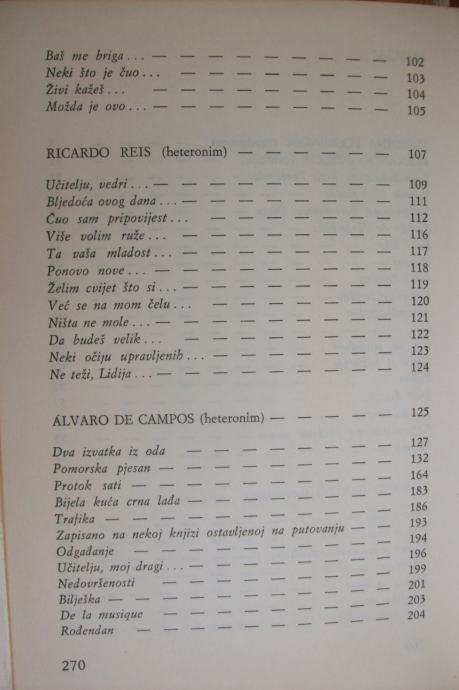 Baš me briga . . . — — — — — — — — — 102
Neki što je čuo . . . — — — — — — — — 103
Živi kažeš . . . — — — — — — — — — 104
Možda je ovo . . . — — — — — — — — — 105
RICARDO REIS (heteronim) — — — — — — 107
Učitelju, vedri . . . — — — — — — — — — 109
Bljedoća ovog dana . . . — — — — — — — — 111
Čuo sam pripovijest . . . — — — — — — — 112
Više volim ruže . . . — — — — — — — — 116
Ta vaša mladost . . . — — — — — — — — 117
Ponovo nove . . . — — — — — — — — — 118
Želim cvijet što si . . . — — — — — — — — 119
Već se na mom čelu . . . — — — — — — — 120
Ništa ne mole . . . — — — — — — — — — 121
Da budeš velik . . . — — — — — — — — 122
Neki očiju upravljenih . . . — — — — — — — 123
Ne teži, Lidija . . . — — — — — — — — — 124
ÁLVARO DE CAMPOS (heteronim) — — — — — 125
Dva izvatka iz oda — — — — — — — — 127
Pomorska pjesan — — — — — — — — — 132
Protok sati — — — — — — — — — — 164
Bijela kuća crna lađa — — — — — — — 183
Trafika — — — — — — — — — — — 186
Zapisano na nekoj knjizi ostavljenoj na putovanju — — 193
Odgađanje — — — — — — — — — — 194
Učitelju, moj dragi . . . — — — — — — — — 196
Nedovršenosti — — — — — — — — — 199
Bilješka — — — — — — — — — — — 201
De la musique — — — — — — — — — 203
Rođendan — — — — — — — — — — 204
270